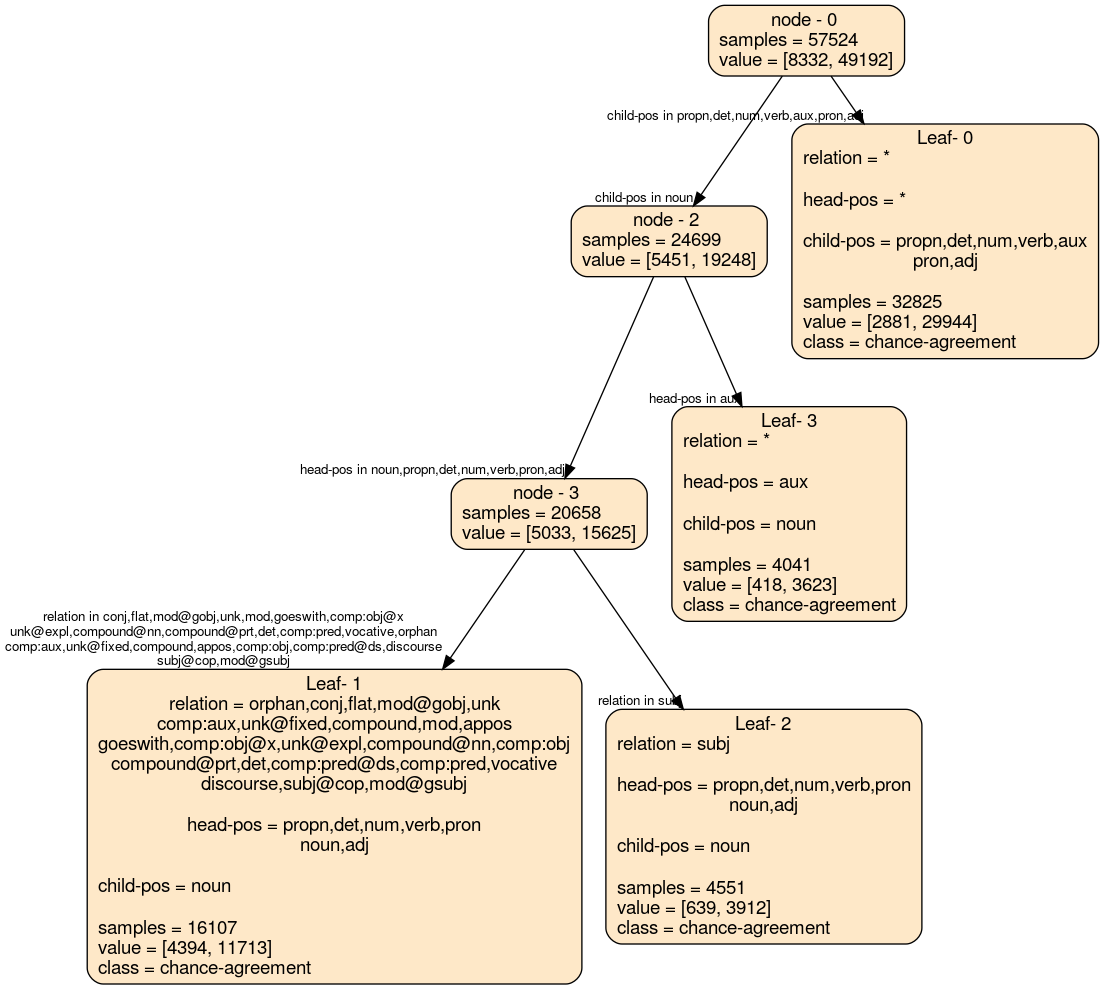 node - 0
samples = 57524
value = [8332, 49192]
child-pos in propn,det,num,verb,aux,pron,adj
Leaf- 0
relation = *
head-pos = *
child-pos = propn,det,num,verb,aux
pron,adj
samples = 32825
value = [2881, 29944]
class = chance-agreement
child-pos in noun
node - 2
samples = 24699
value = [5451, 19248]
head-pos in aux
Leaf- 3
relation = *
head-pos = aux
child-pos = noun
samples = 4041
value = [418, 3623]
class = chance-agreement
head-pos in noun,propn,det,num,verb,pron,adj
node - 3
samples = 20658
value = [5033, 15625]
relation in conj,flat,mod@gobj,unk,mod,goeswith,comp:obj@x
unk@expl,compound@nn,compound@prt,det,comp:pred,vocative,orphan
comp:aux,unk@fixed,compound,appos,comp:obj,comp:pred@ds,discourse
subj@cop,mod@gsubj
Leaf- 1
relation = orphan,conj,flat,mod@gobj,unk
comp:aux,unk@fixed,compound,mod,appos
goeswith,comp:obj@x,unk@expl,compound@nn,comp:obj
compound@prt,det,comp:pred@ds,comp:pred,vocative
discourse,subj@cop,mod@gsubj
head-pos = propn,det,num,verb,pron
noun,adj
child-pos = noun
samples = 16107
value = [4394, 11713]
class = chance-agreement
relation in subj
Leaf- 2
relation = subj
head-pos = propn,det,num,verb,pron
noun,adj
child-pos = noun
samples = 4551
value = [639, 3912]
class = chance-agreement